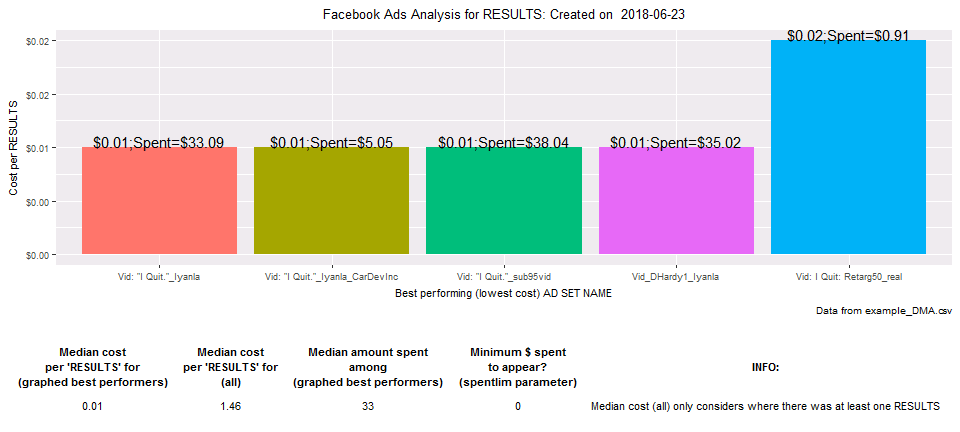 Facebook Ads Analysis for RESULTS: Created on  2018-06-23
Cost per RESULTS
$0.02
$0.02
$0.01
$0.00
$0.00
$0.01;Spent=$33.09
$0.01;Spent=$5.05
$0.01;Spent=$38.04
$0.01;Spent=$35.02
$0.02;Spent=$0.91
Vid: "I Quit."_Iyanla
Vid: "I Quit."_Iyanla_CarDevInc
Vid: "I Quit."_sub95vid
Vid_DHardy1_Iyanla
Vid: I Quit: Retarg50_real
Best performing (lowest cost) AD SET NAME
Data from example_DMA.csv
Median cost
per 'RESULTS' for
(graphed best performers)
Median cost
per 'RESULTS' for
(all)
Median amount spent
among
(graphed best performers)
Minimum $ spent
to appear?
(spentlim parameter)
INFO:
0.01
1.46
33
0
Median cost (all) only considers where there was at least one RESULTS